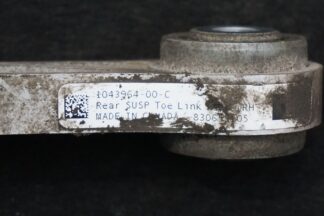 1043964-00-C
Rear SUSP Toe Link RH
MADE IN CANADA